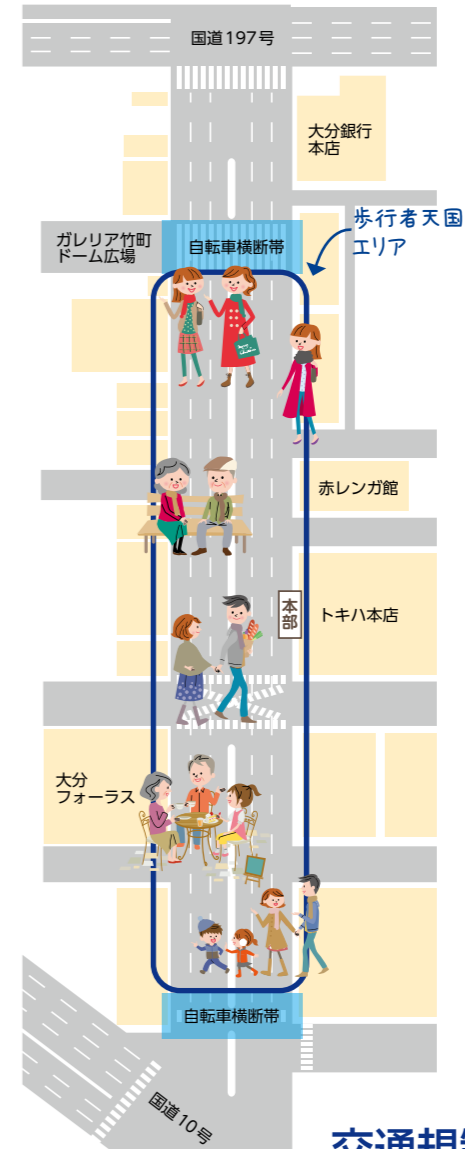 国道197号
大分銀行
本店
歩行者天国
エリア
ガレリア竹町
ドーム広場
自転車横断帯
赤レンガ館
本部
トキハ本店
大分
フォーラス
自転車横断帯
国道10号
交通規